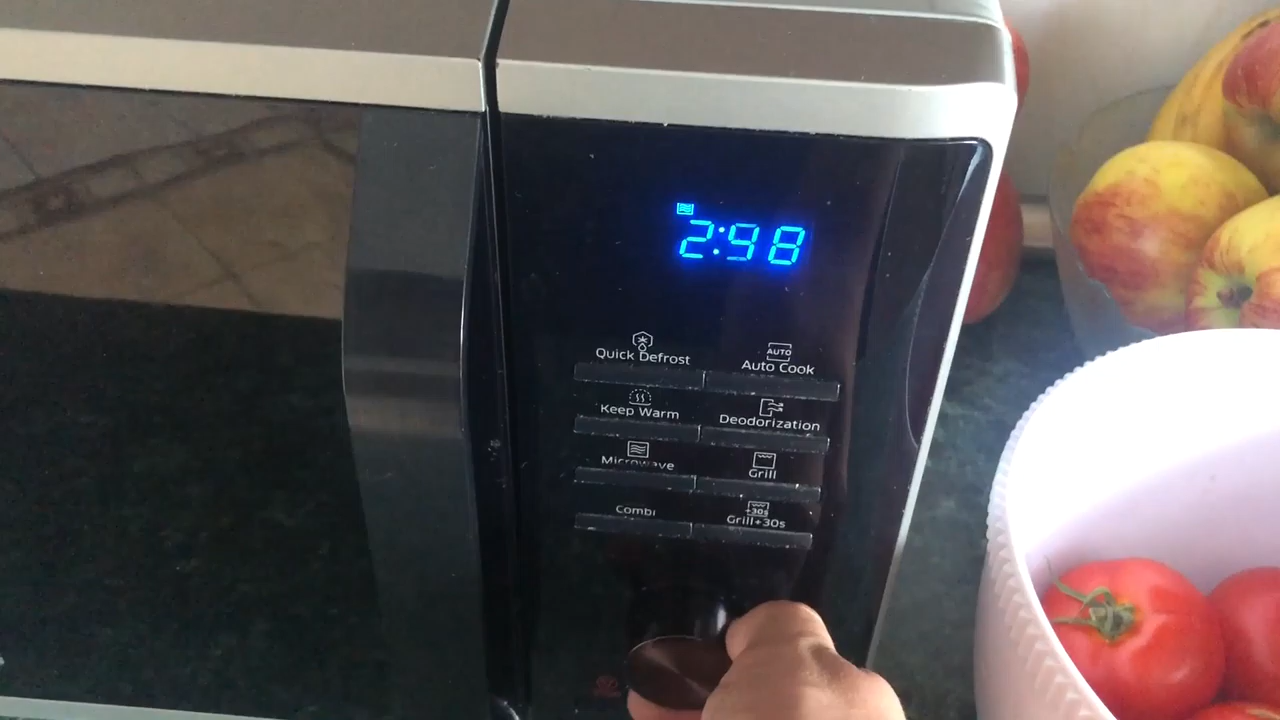 2:98
Quick Defrost
AUTO
Auto Cook
Keep Warm
Deodorization
Microwave
Grill
Combi
+30s
Grill+30s